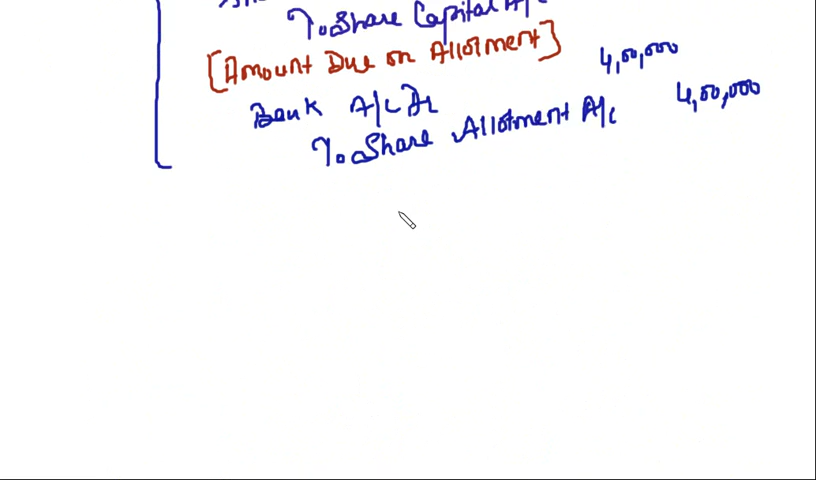 To Share Capital A/c
[Amount Due on Allotment]
Bank A/c Dr 4,00,000
To Share Allotment A/c 4,00,000